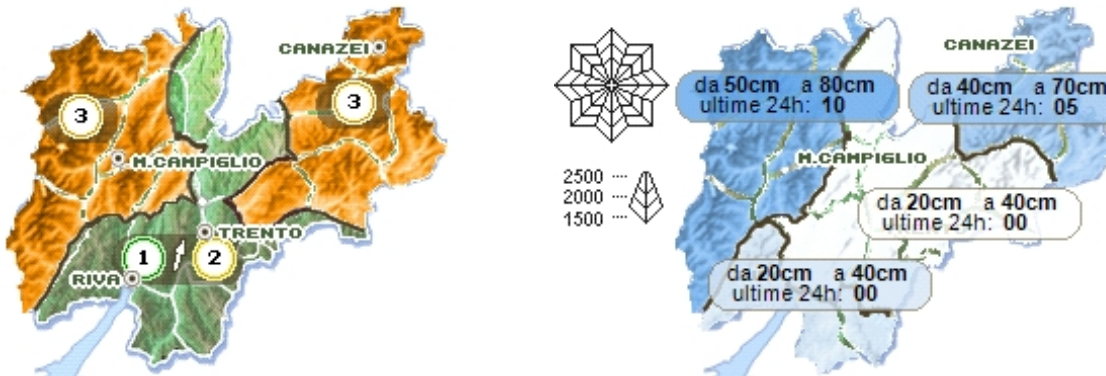 CANAZEI
3
3
M.CAMPIGLIO
TRENTO
1
2
RIVA
CANAZEI
da 50cm a 80cm
ultime 24h: 10
da 40cm a 70cm
ultime 24h: 05
M.CAMPIGLIO
2500
2000
1500
da 20cm a 40cm
ultime 24h: 00
da 20cm a 40cm
ultime 24h: 00